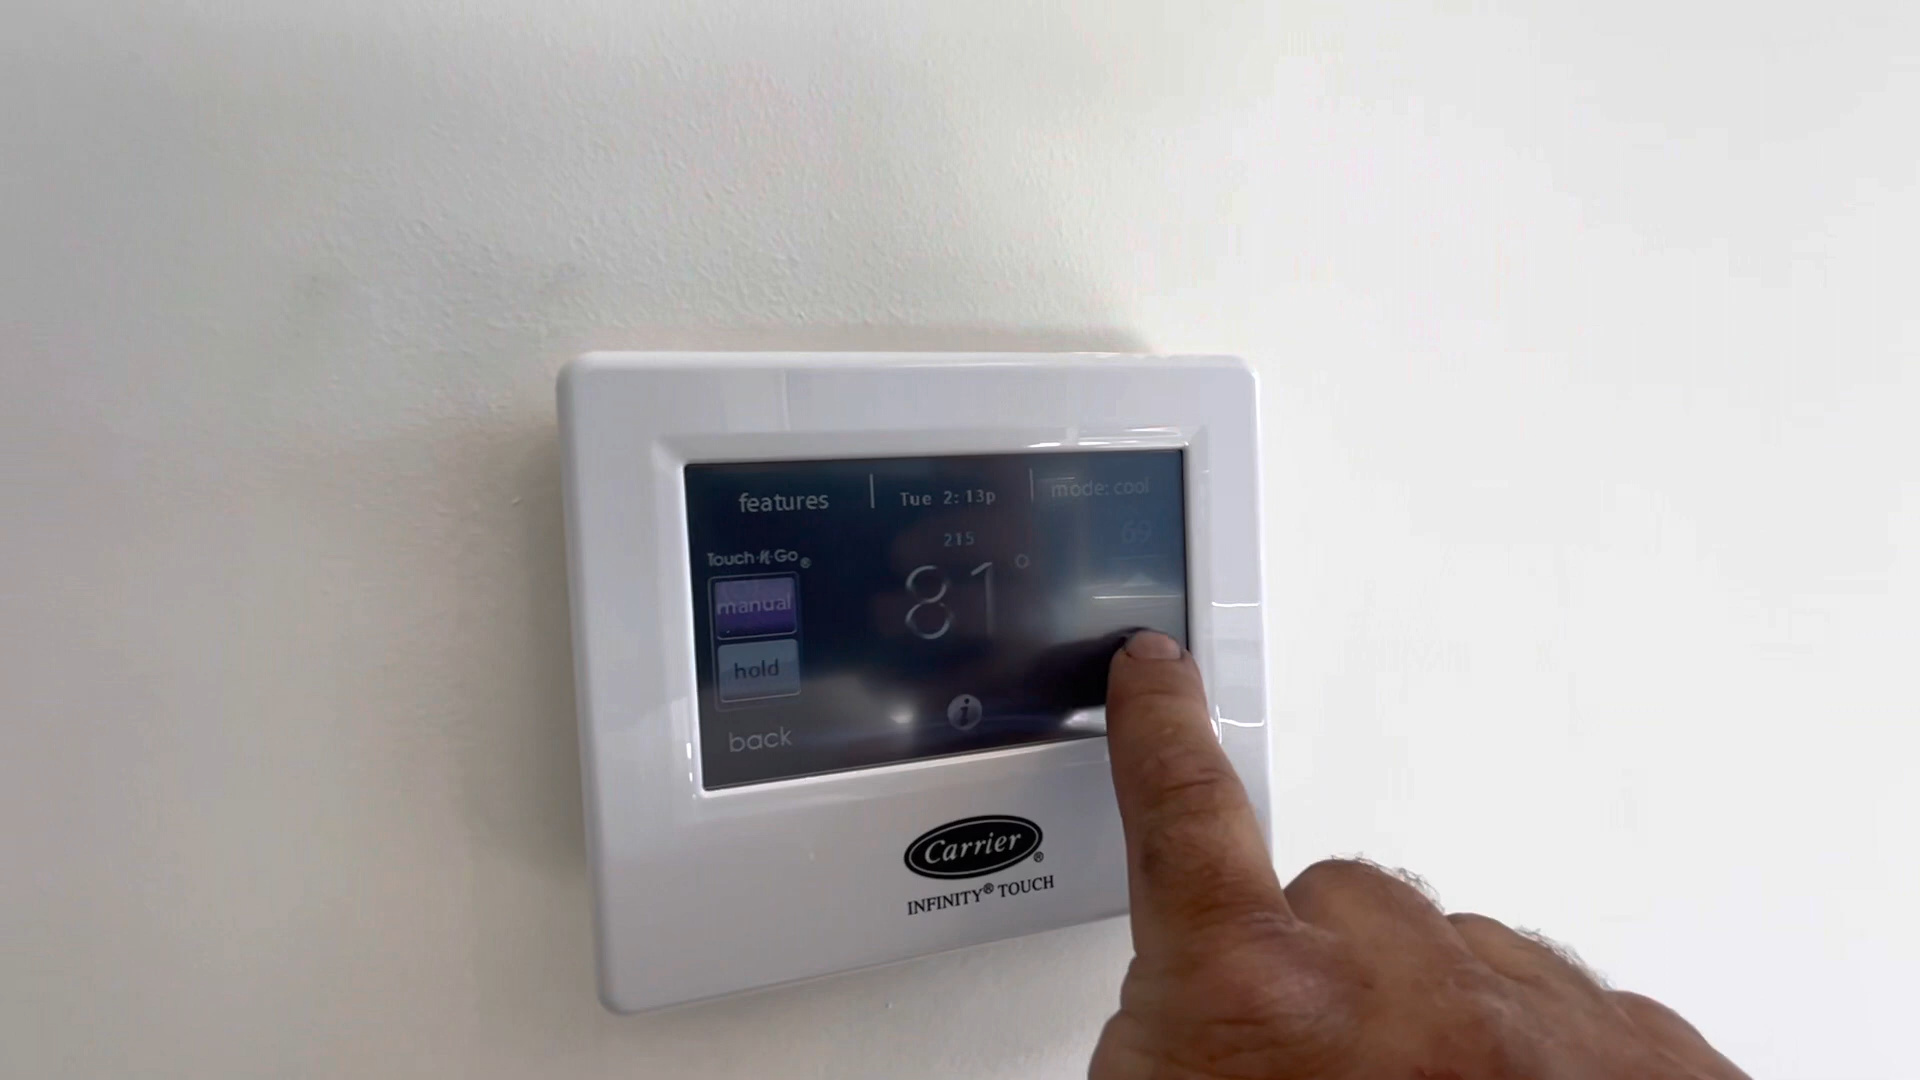 features
Tue 2:13p
mode: cool
215
69
Touch-N-Go®
81°
manual
hold
i
back
Carrier®
INFINITY® TOUCH